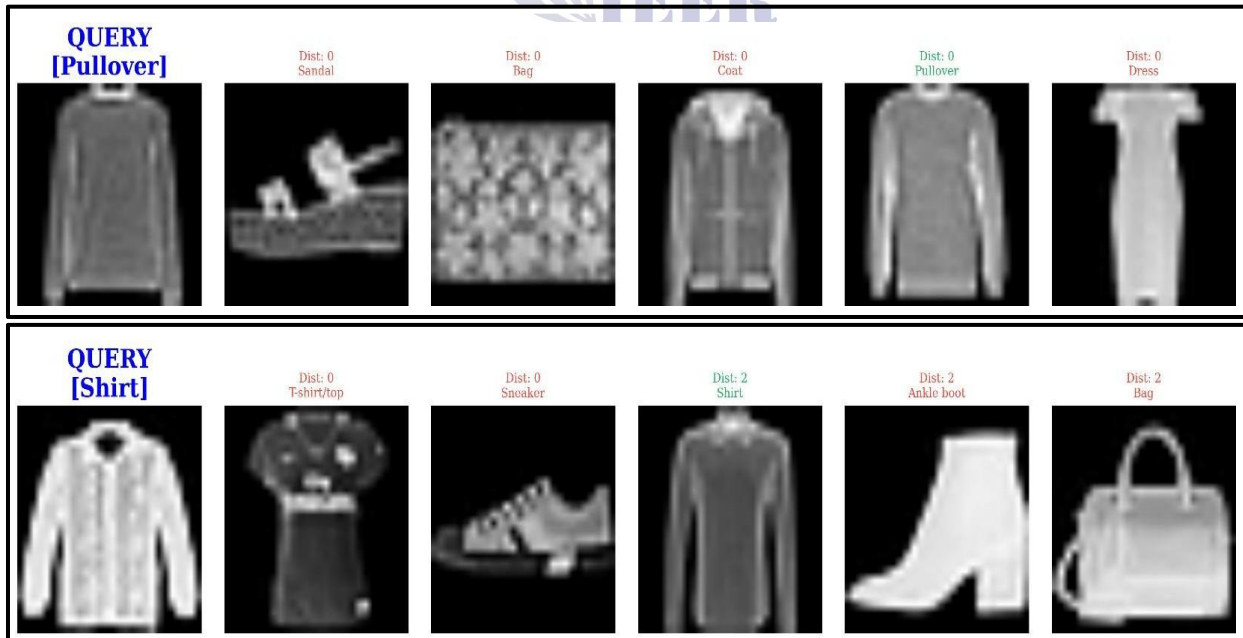 QUERY
[Pullover]
Dist: 0
Sandal
Dist: 0
Bag
Dist: 0
Coat
Dist: 0
Pullover
Dist: 0
Dress
QUERY
[Shirt]
Dist: 0
T-shirt/top
Dist: 0
Sneaker
Dist: 2
Shirt
Dist: 2
Ankle boot
Dist: 2
Bag